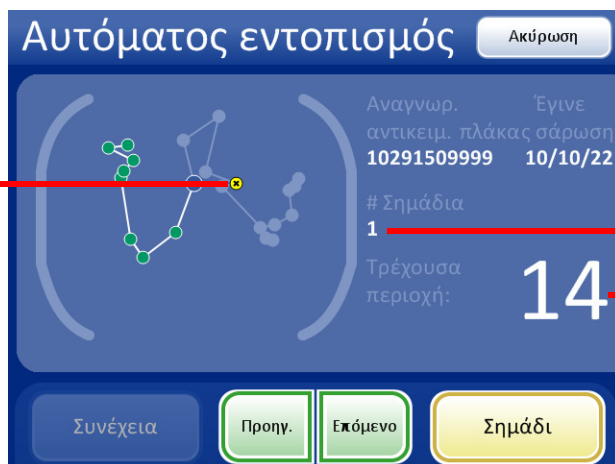 Αυτόματος εντοπισμός
Ακύρωση
Αναγνωρ. Έγινε
αντικειμ. πλάκας σάρωση
10291509999 10/10/22
# Σημάδια
1
Τρέχουσα
περιοχή:
14
Συνέχεια
Προηγ.
Επόμενο
Σημάδι